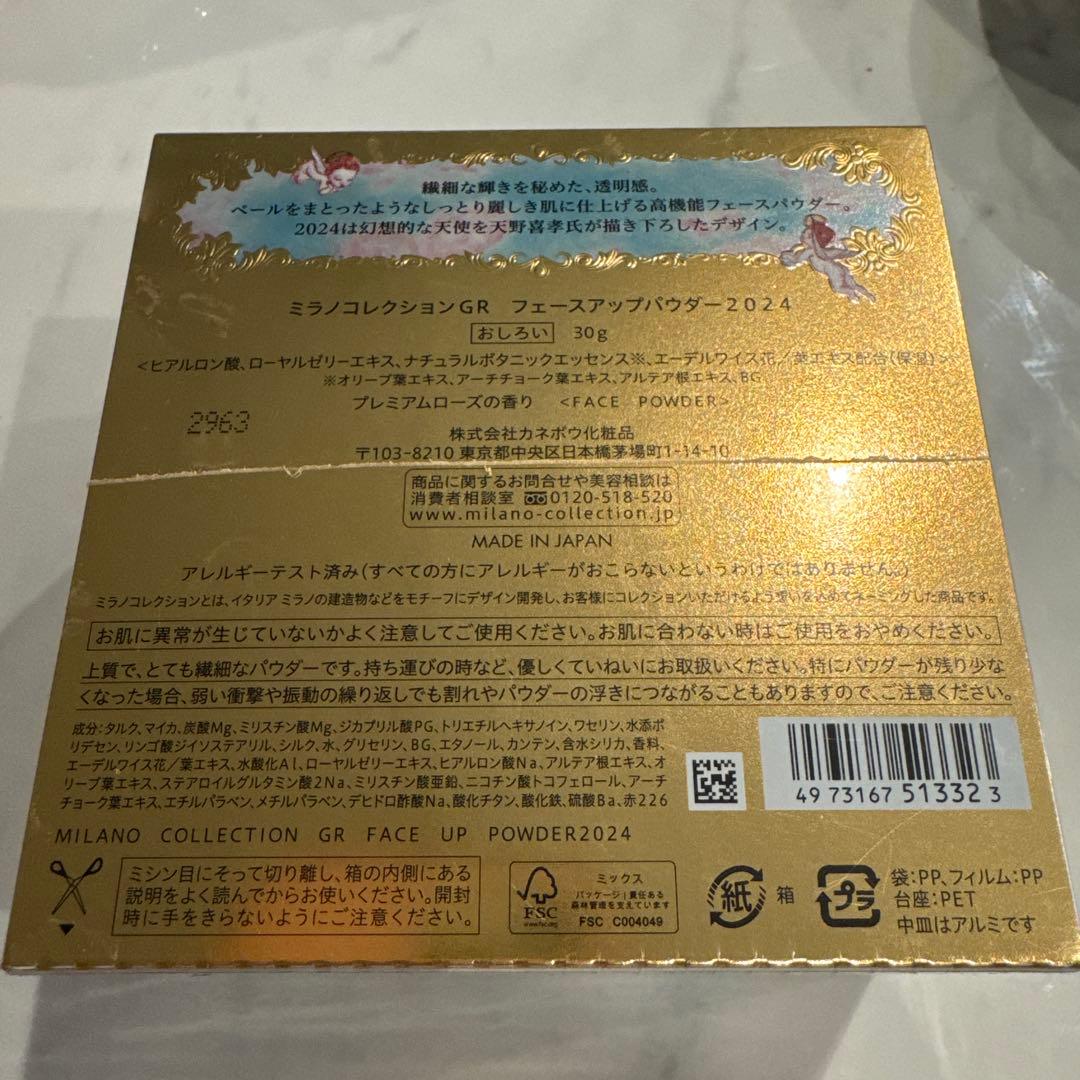 繊細な輝きを秘めた、透明感。
ベールをまとったようなしっとり麗しき肌に仕上げる高機能フェースパウダー。
2024は幻想的な天使を天野喜孝氏が描き下ろしたデザイン。
ミラノコレクションGR フェースアップパウダー2024
おしろい 30g
<ヒアルロン酸、ローヤルゼリーエキス、ナチュラルボタニックエッセンス※、エーデルワイス花/葉エキス配合(保湿)>
※オリーブ葉エキス、アーチチョーク葉エキス、アルテア根エキス、BG
プレミアムローズの香り <FACE POWDER>
2963
株式会社カネボウ化粧品
〒103-8210 東京都中央区日本橋茅場町1-14-10
商品に関するお問合せや美容相談は
消費者相談室 0120-518-520
www.milano-collection.jp
MADE IN JAPAN
アレルギーテスト済み(すべての方にアレルギーがおこらないというわけではありません。)
ミラノコレクションとは、イタリア ミラノの建造物などをモチーフにデザイン開発し、お客様にコレクションいただけるよう想いを込めてネーミングした商品です。
お肌に異常が生じていないかよく注意してご使用ください。お肌に合わない時はご使用をおやめください。
上質で、とても繊細なパウダーです。持ち運びの時など、優しくていねいにお取扱いください。特にパウダーが残り少な
くなった場合、弱い衝撃や振動の繰り返しでも割れやパウダーの浮きにつながることもありますので、ご注意ください。
成分:タルク、マイカ、炭酸Mg、ミリスチン酸Mg、ジカプリル酸PG、トリエチルヘキサノイン、ワセリン、水添ポ
リデセン、リンゴ酸ジイソステアリル、シルク、水、グリセリン、BG、エタノール、カンテン、含水シリカ、香料、
エーデルワイス花/葉エキス、水酸化Al、ローヤルゼリーエキス、ヒアルロン酸Na、アルテア根エキス、オ
リーブ葉エキス、ステアロイルグルタミン酸2Na、ミリスチン酸亜鉛、ニコチン酸トコフェロール、アーチ
チョーク葉エキス、エチルパラベン、メチルパラベン、デヒドロ酢酸Na、酸化チタン、酸化鉄、硫酸Ba、赤226
4973167513323
MILANO COLLECTION GR FACE UP POWDER2024
ミシン目にそって切り離し、箱の内側にある
説明をよく読んでからお使いください。開封
時に手をきらないようにご注意ください。
FSC
www.fsc.org
ミックス
パッケージ|責任ある
森林管理を支えています
FSC C004049
紙 箱
プラ
袋:PP、フィルム:PP
台座:PET
中皿はアルミです